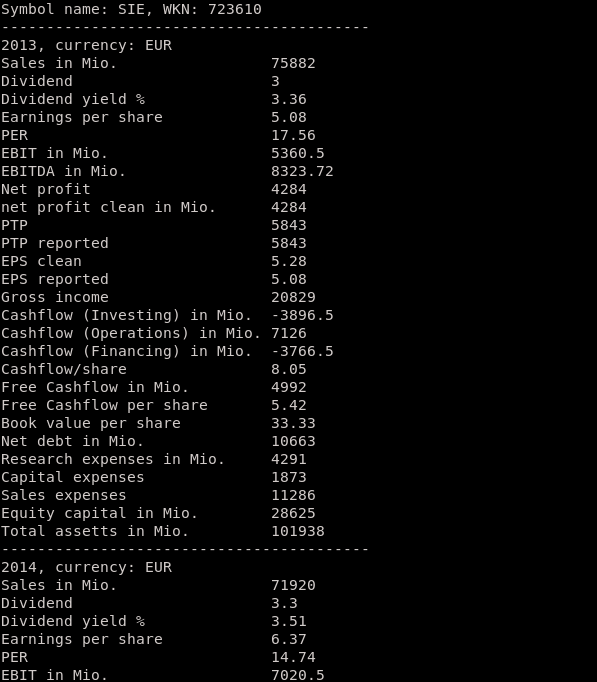 Symbol name: SIE, WKN: 723610
-----------------------------------------
2013, currency: EUR
Sales in Mio. 75882
Dividend 3
Dividend yield % 3.36
Earnings per share 5.08
PER 17.56
EBIT in Mio. 5360.5
EBITDA in Mio. 8323.72
Net profit 4284
net profit clean in Mio. 4284
PTP 5843
PTP reported 5843
EPS clean 5.28
EPS reported 5.08
Gross income 20829
Cashflow (Investing) in Mio. -3896.5
Cashflow (Operations) in Mio. 7126
Cashflow (Financing) in Mio. -3766.5
Cashflow/share 8.05
Free Cashflow in Mio. 4992
Free Cashflow per share 5.42
Book value per share 33.33
Net debt in Mio. 10663
Research expenses in Mio. 4291
Capital expenses 1873
Sales expenses 11286
Equity capital in Mio. 28625
Total assetts in Mio. 101938
-----------------------------------------
2014, currency: EUR
Sales in Mio. 71920
Dividend 3.3
Dividend yield % 3.51
Earnings per share 6.37
PER 14.74
EBIT in Mio. 7020.5